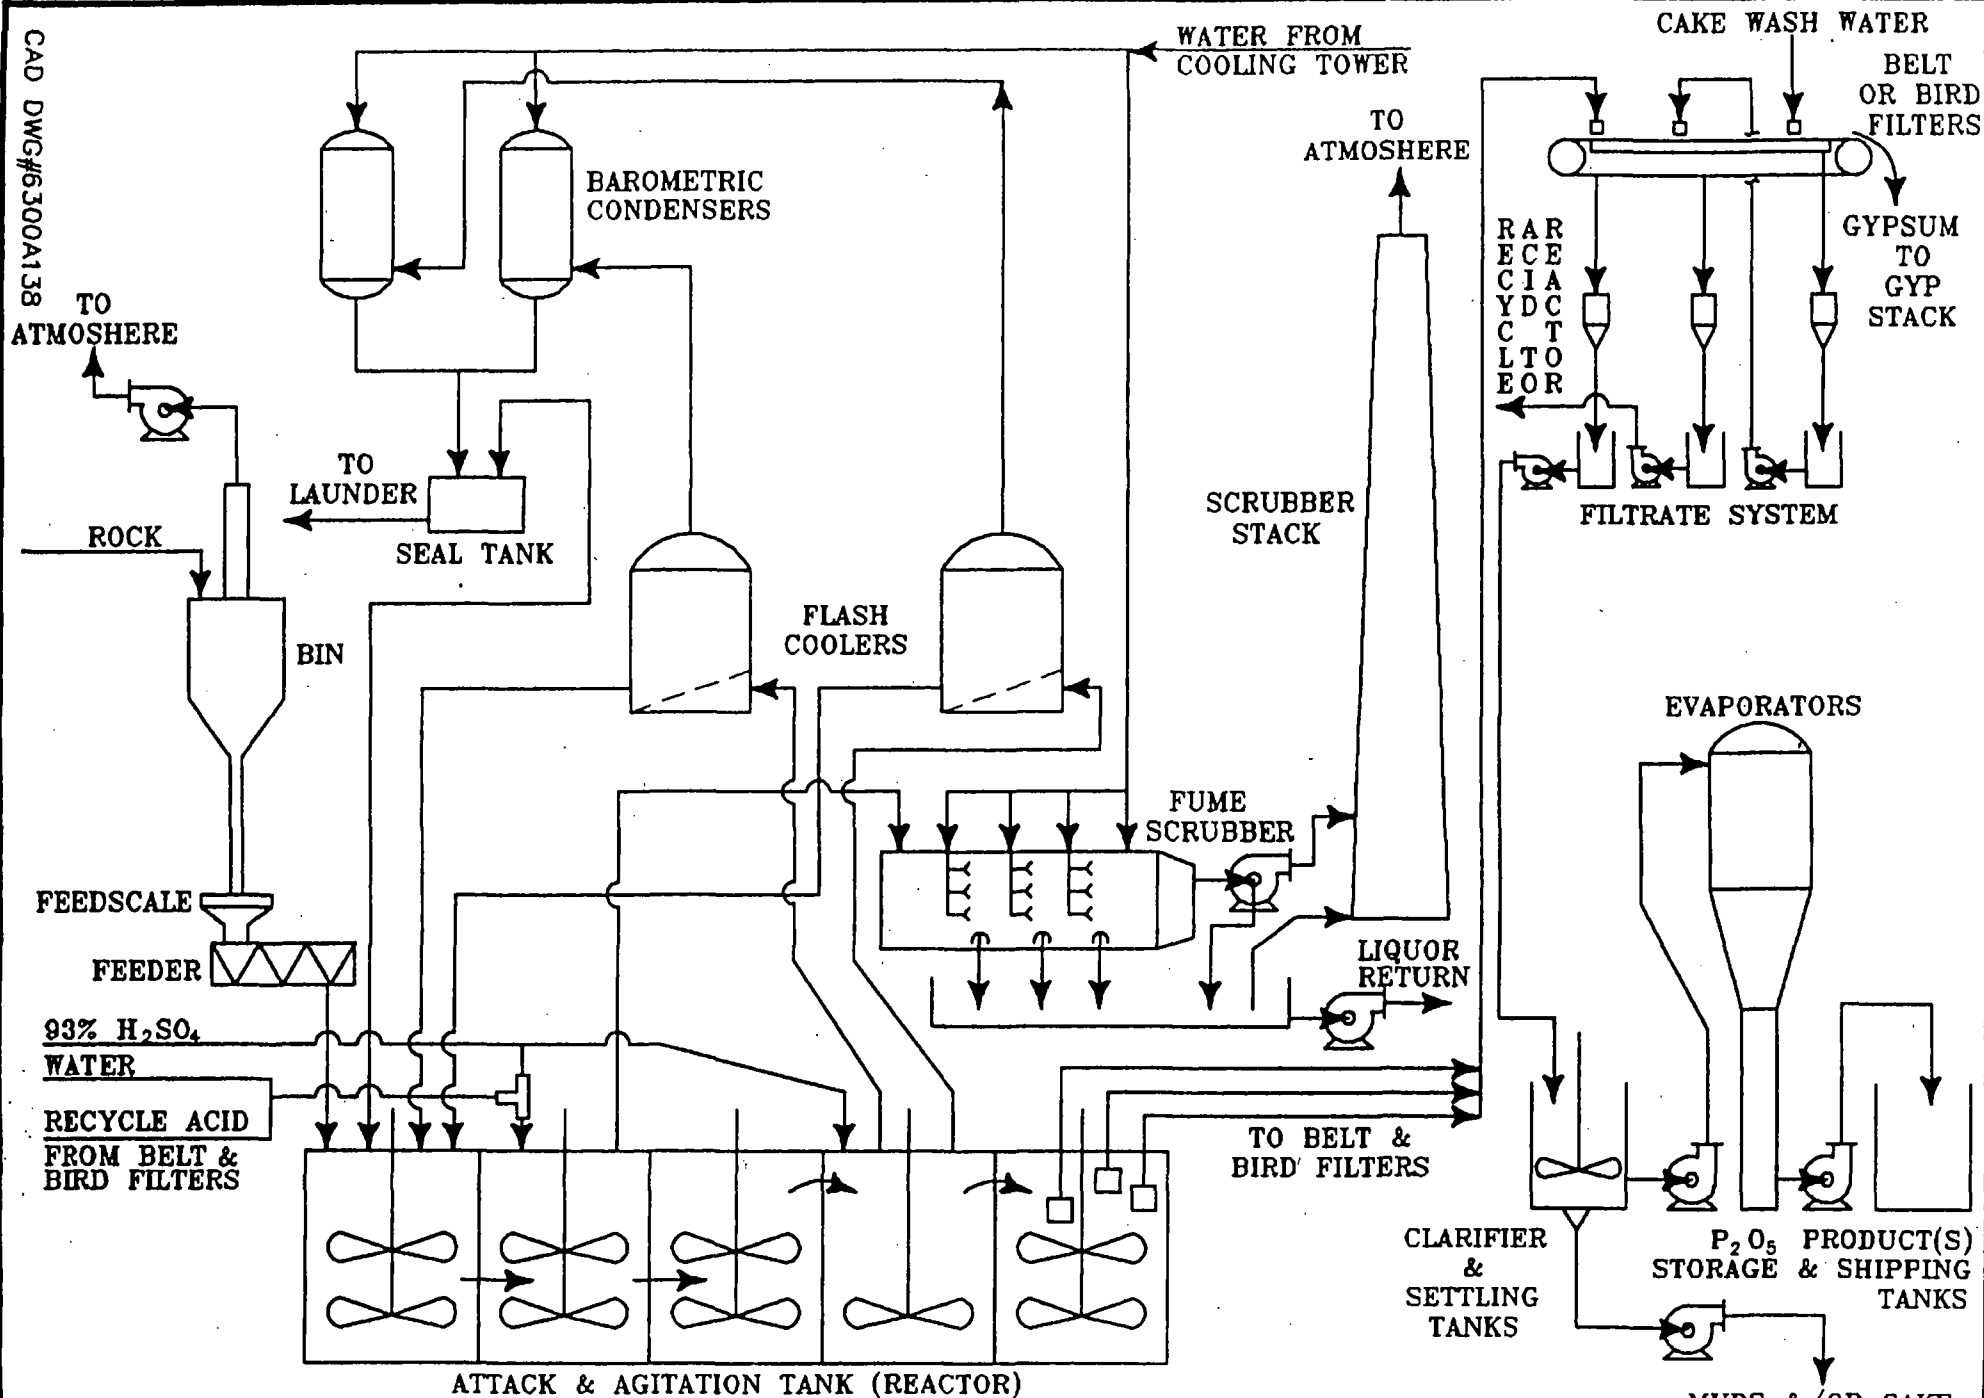 CAD DWG#6300A138
WATER FROM
COOLING TOWER
CAKE WASH WATER
BELT
OR BIRD
FILTERS
TO
ATMOSHERE
BAROMETRIC
CONDENSERS
RECYCLE
ACID TO
REACTOR
GYPSUM
TO
GYP
STACK
TO
ATMOSHERE
TO
LAUNDER
SEAL TANK
ROCK
BIN
FLASH
COOLERS
SCRUBBER
STACK
FILTRATE SYSTEM
EVAPORATORS
FUME
SCRUBBER
FEEDSCALE
FEEDER
LIQUOR
RETURN
93% H₂SO₄
WATER
RECYCLE ACID
FROM BELT &
BIRD FILTERS
TO BELT &
BIRD FILTERS
CLARIFIER
&
SETTLING
TANKS
P₂O₅ PRODUCT(S)
STORAGE & SHIPPING
TANKS
ATTACK & AGITATION TANK (REACTOR)